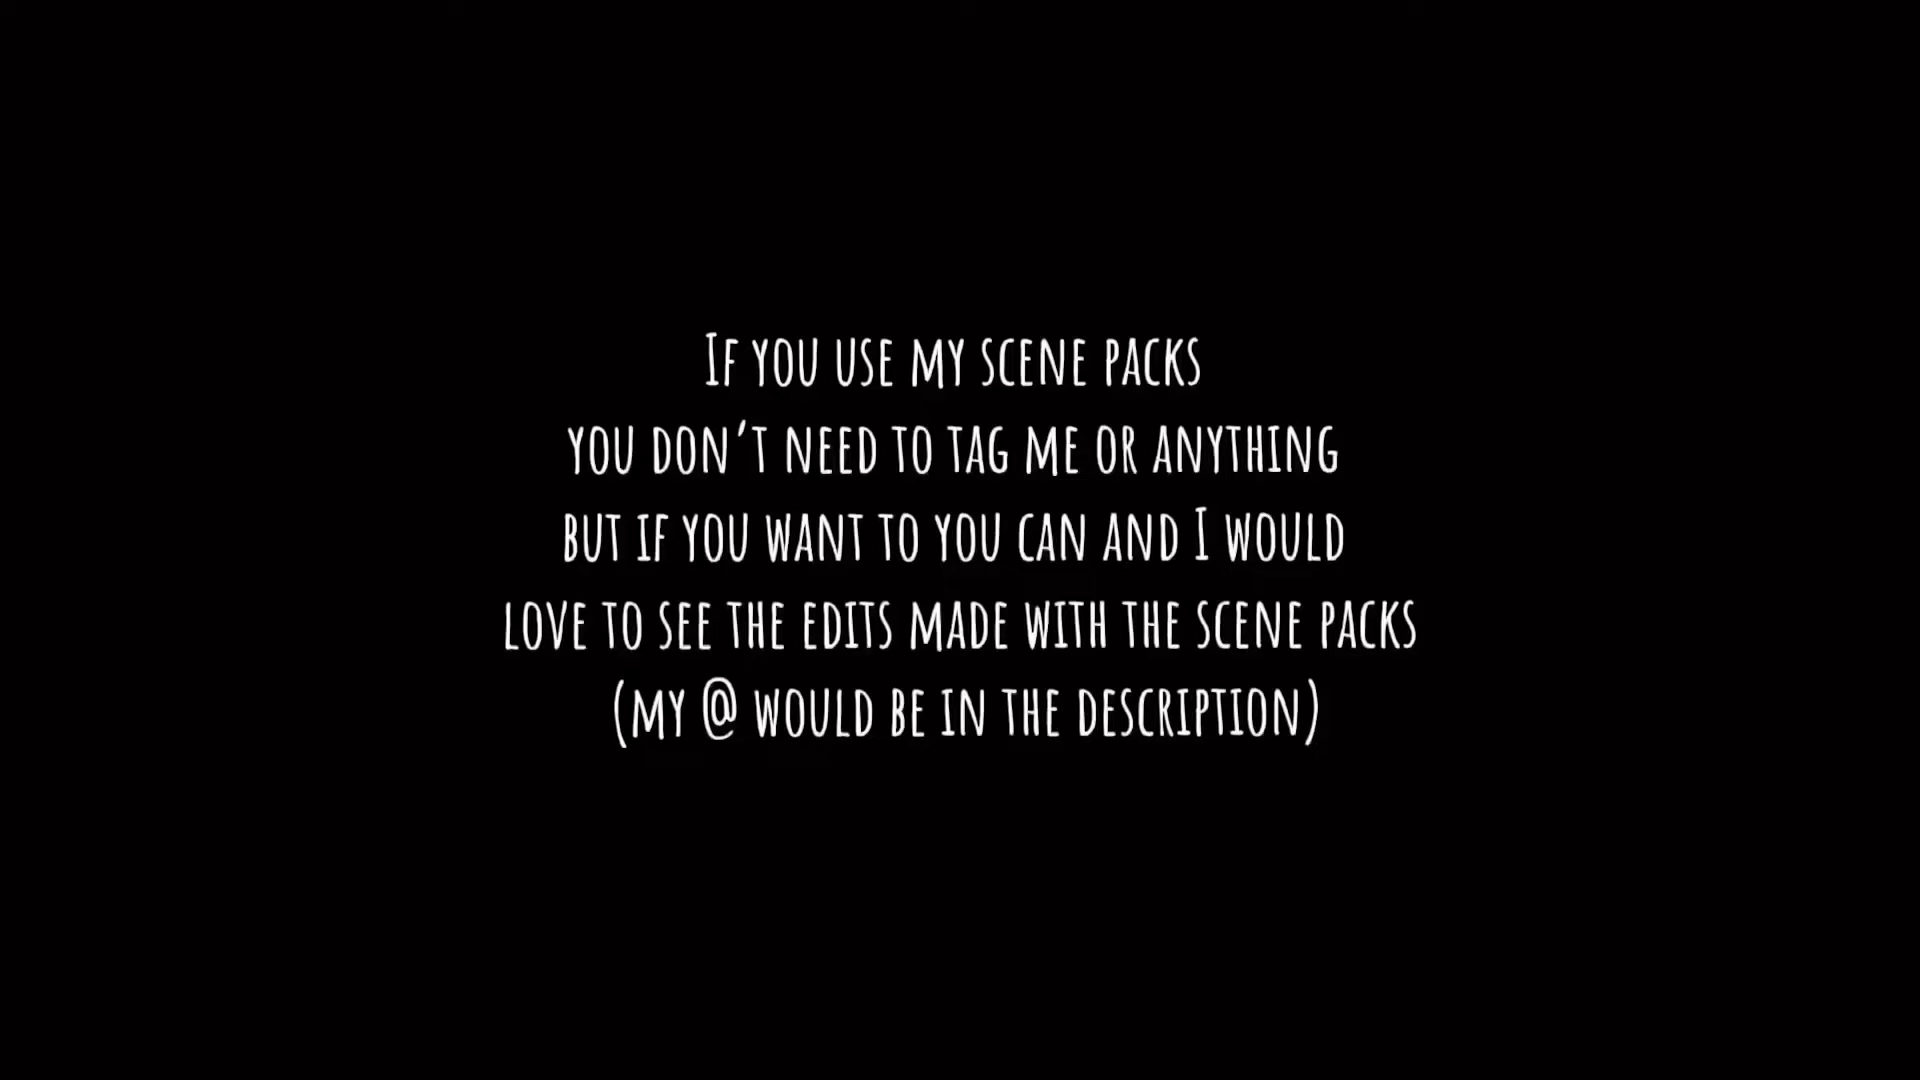 If you use my scene packs
you don't need to tag me or anything
but if you want to you can and I would
love to see the edits made with the scene packs
(my @ would be in the description)